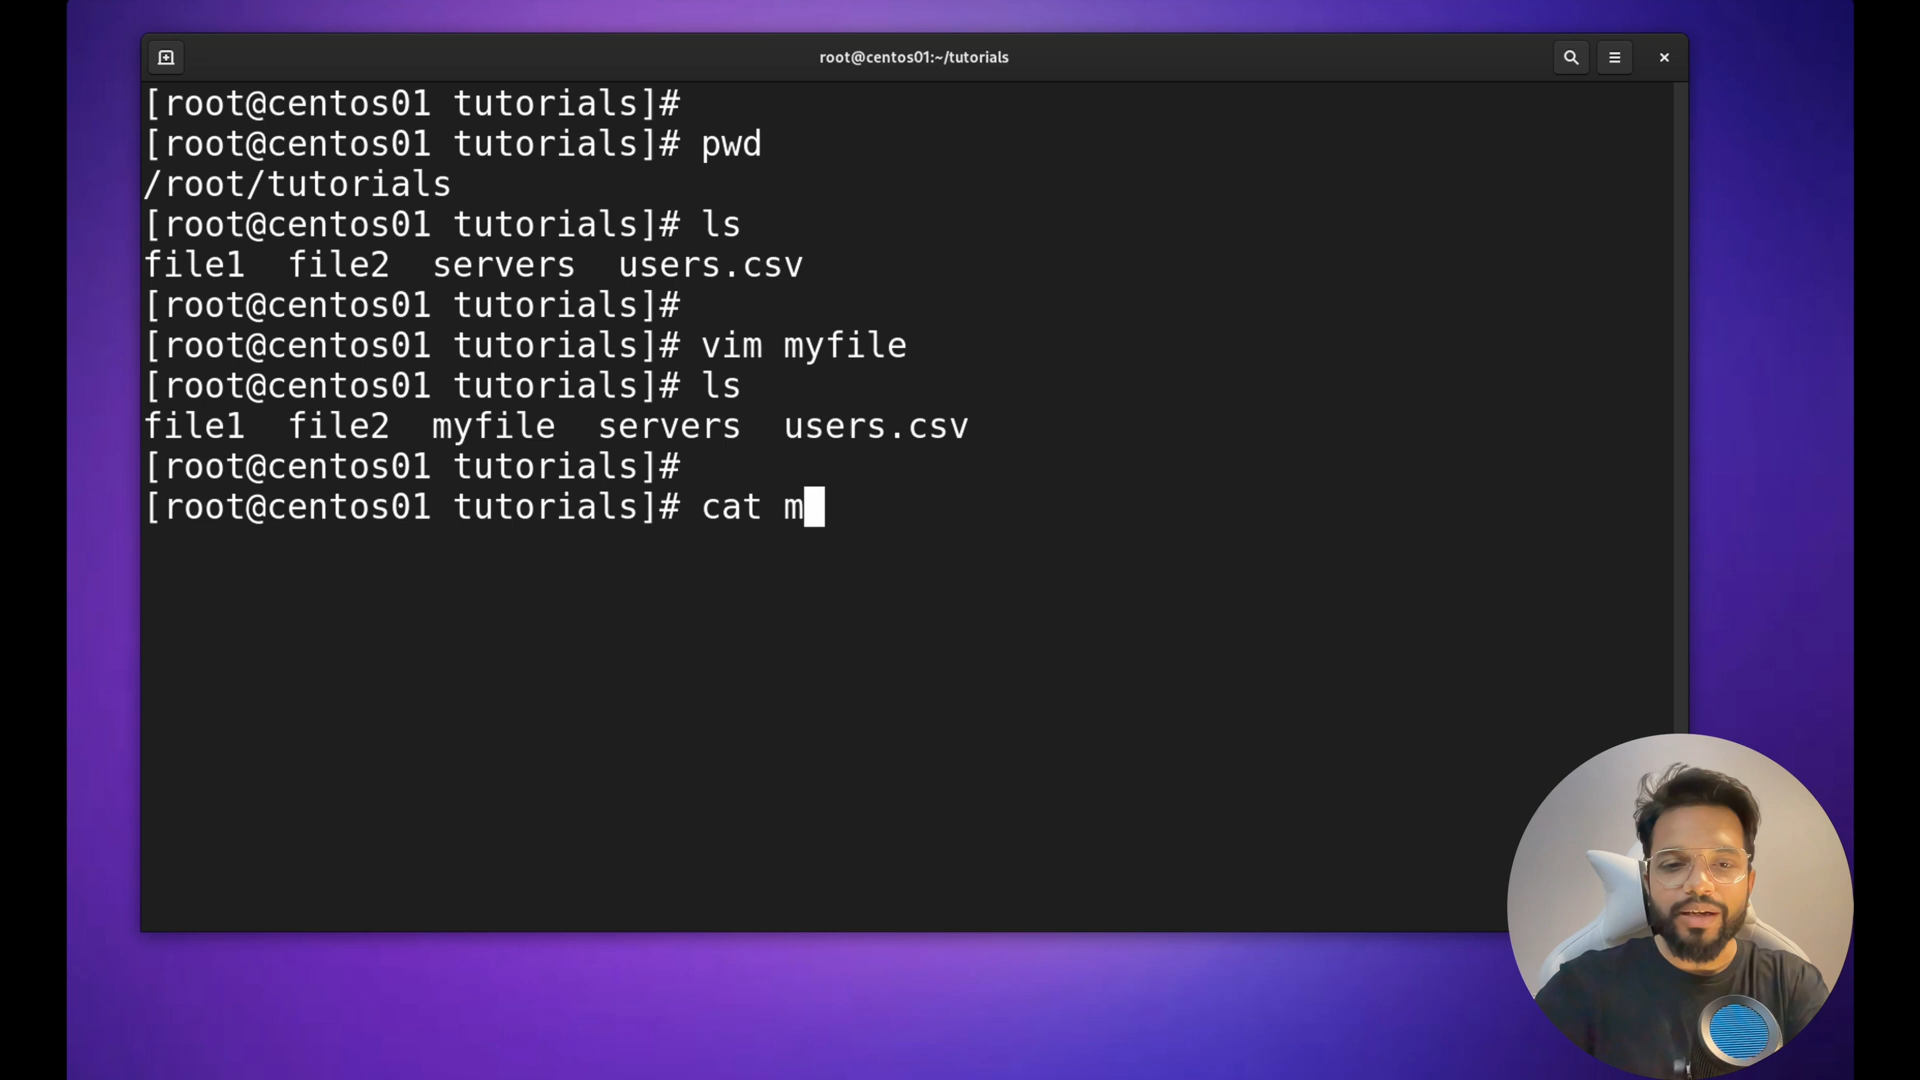 root@centos01:~/tutorials
[root@centos01 tutorials]#
[root@centos01 tutorials]# pwd
/root/tutorials
[root@centos01 tutorials]# ls
file1  file2  servers  users.csv
[root@centos01 tutorials]#
[root@centos01 tutorials]# vim myfile
[root@centos01 tutorials]# ls
file1  file2  myfile  servers  users.csv
[root@centos01 tutorials]#
[root@centos01 tutorials]# cat m